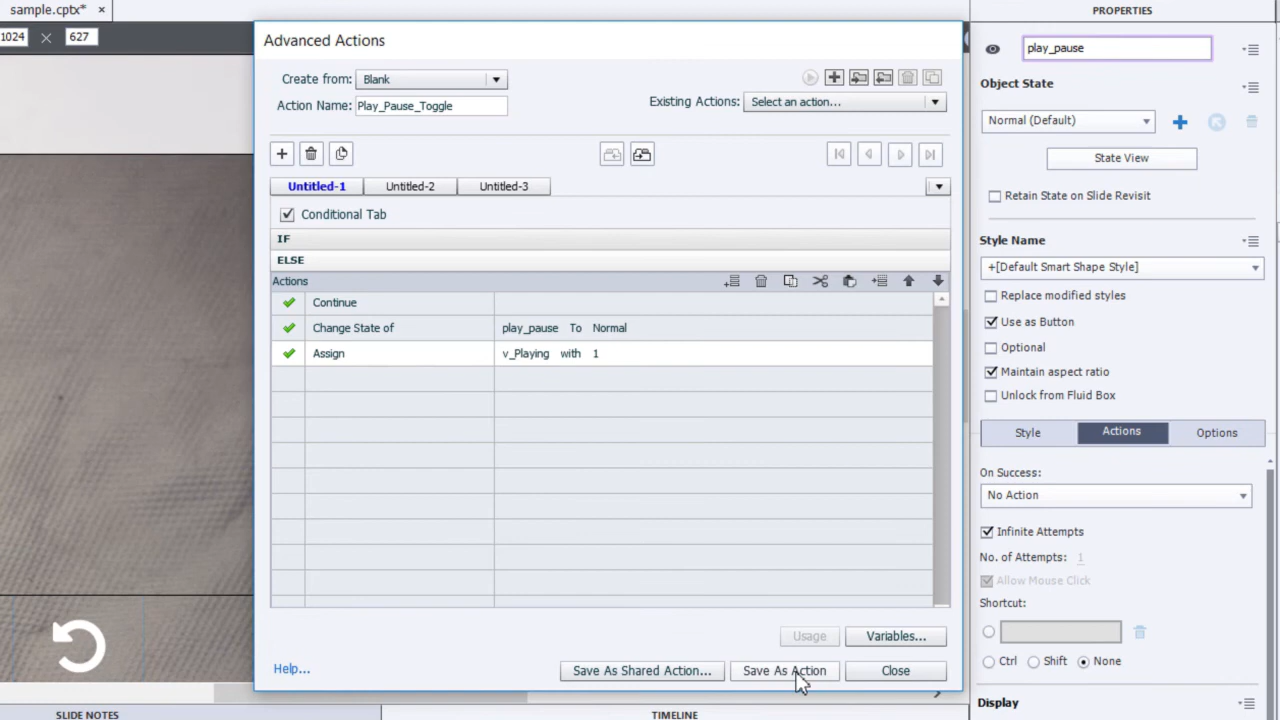 sample.cptx* ×
1024 × 627
Advanced Actions
Create from: Blank
Action Name: Play_Pause_Toggle
Existing Actions: Select an action...
Untitled-1 Untitled-2 Untitled-3
Conditional Tab
IF
ELSE
Actions
Continue
Change State of play_pause To Normal
Assign v_Playing with 1
Usage Variables...
Help... Save As Shared Action... Save As Action Close
SLIDE NOTES TIMELINE
PROPERTIES
play_pause
Object State
Normal (Default)
State View
Retain State on Slide Revisit
Style Name
+[Default Smart Shape Style]
Replace modified styles
Use as Button
Optional
Maintain aspect ratio
Unlock from Fluid Box
Style Actions Options
On Success:
No Action
Infinite Attempts
No. of Attempts: 1
Allow Mouse Click
Shortcut:
Ctrl Shift None
Display